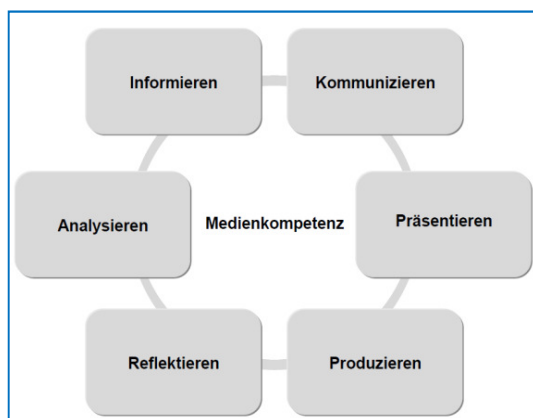 Informieren
Kommunizieren
Analysieren
Medienkompetenz
Präsentieren
Reflektieren
Produzieren